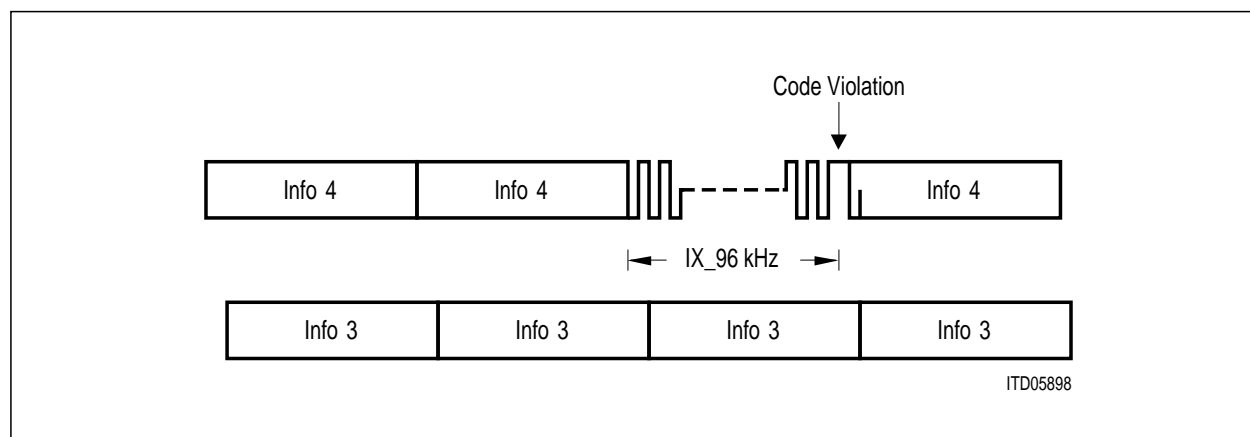 Code Violation
Info 4 Info 4 Info 4
IX_96 kHz
Info 3 Info 3 Info 3 Info 3
ITD05898